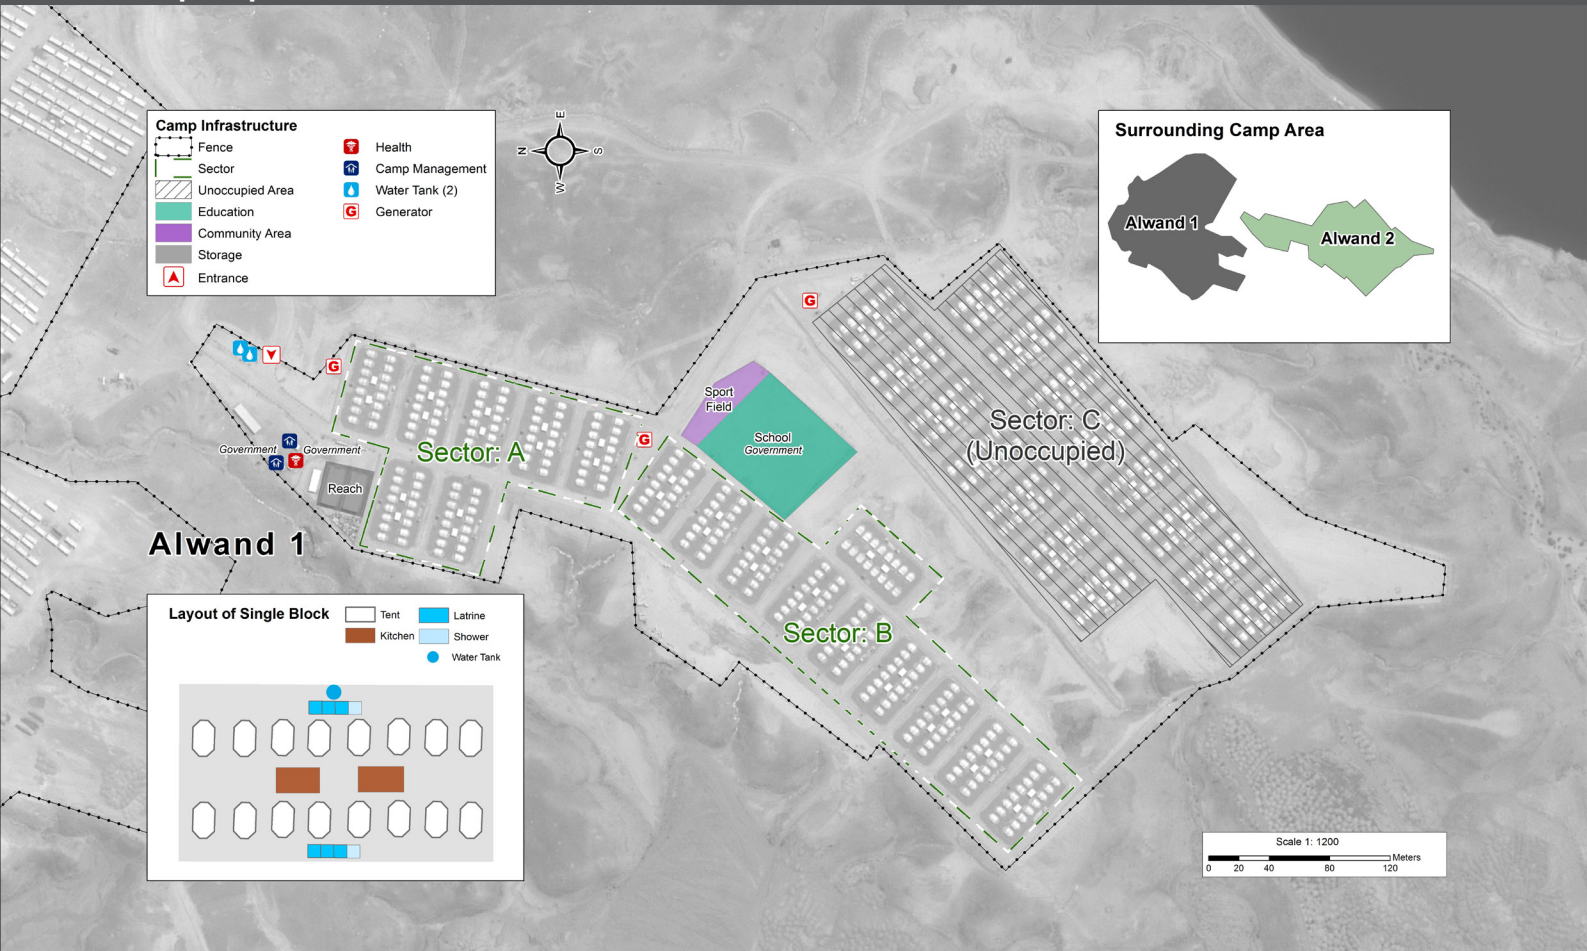 Camp Infrastructure
Fence
Sector
Unoccupied Area
Education
Community Area
Storage
Entrance
Health
Camp Management
Water Tank (2)
G Generator
E
N
S
W
Surrounding Camp Area
Alwand 1
Alwand 2
G
G
G
Sport
Field
School
Government
Sector: C
(Unoccupied)
Sector: A
Government
Government
Reach
Alwand 1
Sector: B
Layout of Single Block
Tent
Latrine
Kitchen
Shower
Water Tank
Scale 1: 1200
Meters
0 20 40 80 120